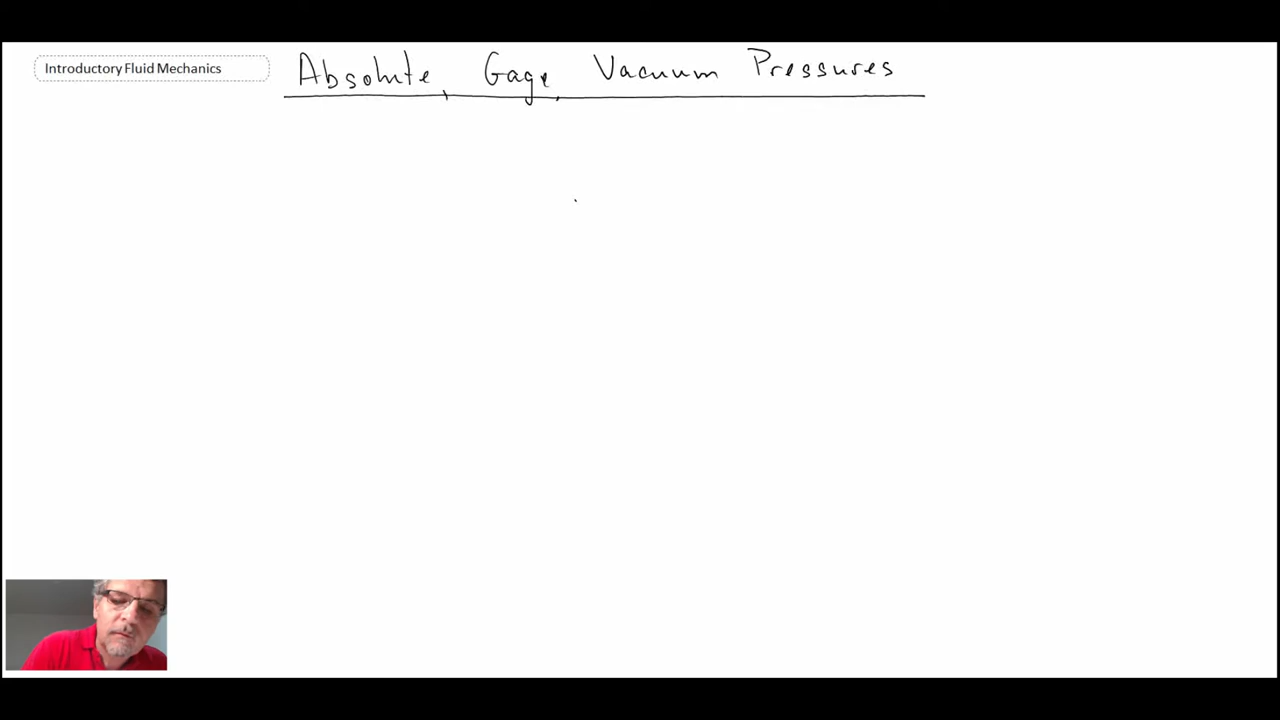 Introductory Fluid Mechanics
Absolute, Gage, Vacuum Pressures